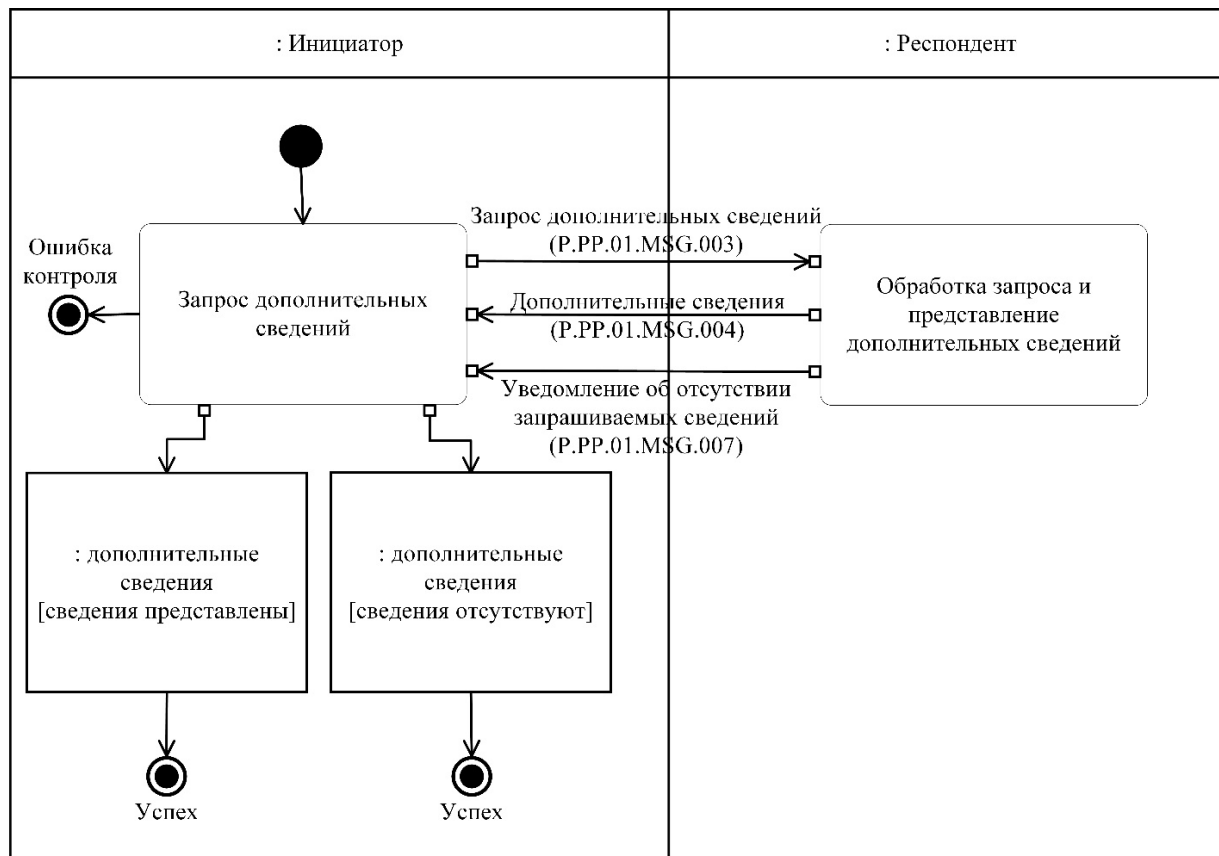 : Инициатор
: Респондент
Запрос дополнительных сведений
(P.PP.01.MSG.003)
Ошибка
контроля
Запрос дополнительных
сведений
Дополнительные сведения
(P.PP.01.MSG.004)
Обработка запроса и
представление
дополнительных сведений
Уведомление об отсутствии
запрашиваемых сведений
(P.PP.01.MSG.007)
: дополнительные
сведения
[сведения представлены]
: дополнительные
сведения
[сведения отсутствуют]
Успех
Успех